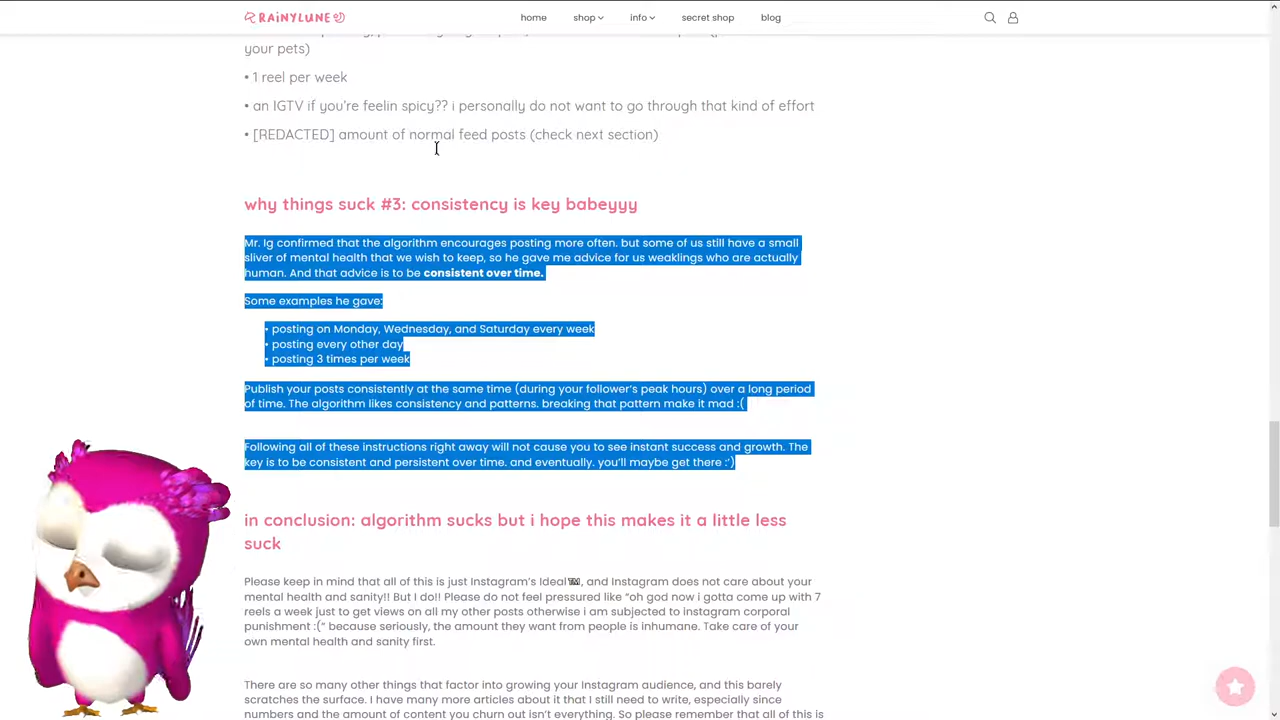 RAINYLUNE
home shop info secret shop blog
your pets)
• 1 reel per week
• an IGTV if you're feelin spicy?? i personally do not want to go through that kind of effort
• [REDACTED] amount of normal feed posts (check next section)
why things suck #3: consistency is key babeyyy
Mr. Ig confirmed that the algorithm encourages posting more often. but some of us still have a small
sliver of mental health that we wish to keep, so he gave me advice for us weaklings who are actually
human. And that advice is to be consistent over time.
Some examples he gave:
• posting on Monday, Wednesday, and Saturday every week
• posting every other day
• posting 3 times per week
Publish your posts consistently at the same time (during your follower's peak hours) over a long period
of time. The algorithm likes consistency and patterns. breaking that pattern make it mad :(
Following all of these instructions right away will not cause you to see instant success and growth. The
key is to be consistent and persistent over time. and eventually. you'll maybe get there :')
in conclusion: algorithm sucks but i hope this makes it a little less
suck
Please keep in mind that all of this is just Instagram's Ideal™, and Instagram does not care about your
mental health and sanity!! But I do!! Please do not feel pressured like "oh god now i gotta come up with 7
reels a week just to get views on all my other posts otherwise i am subjected to instagram corporal
punishment :(" because seriously, the amount they want from people is inhumane. Take care of your
own mental health and sanity first.
There are so many other things that factor into growing your Instagram audience, and this barely
scratches the surface. I have many more articles about it that I still need to write, especially since
numbers and the amount of content you churn out isn't everything. So please remember that all of this is